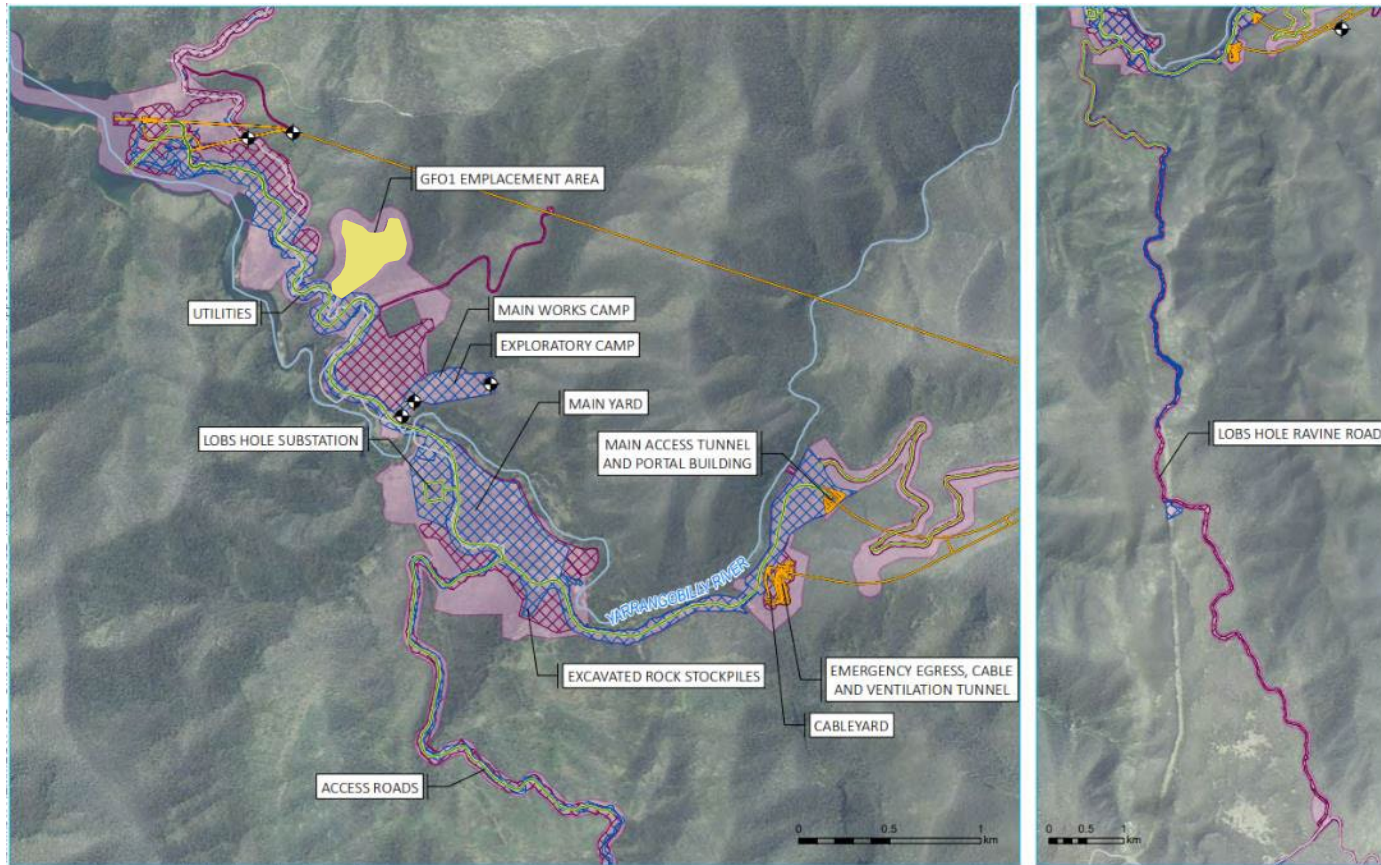 GFO1 EMPLACEMENT AREA
UTILITIES
MAIN WORKS CAMP
EXPLORATORY CAMP
MAIN YARD
LOBS HOLE SUBSTATION
MAIN ACCESS TUNNEL
AND PORTAL BUILDING
YARRANGOBILLY RIVER
EXCAVATED ROCK STOCKPILES
EMERGENCY EGRESS, CABLE
AND VENTILATION TUNNEL
CABLEYARD
ACCESS ROADS
0 0.5 1
km
LOBS HOLE RAVINE ROAD
0 0.5 1
km